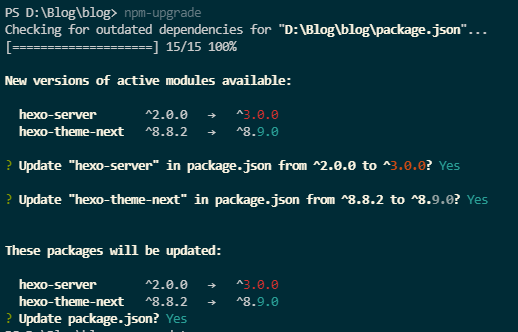 PS D:\Blog\blog> npm-upgrade
Checking for outdated dependencies for "D:\Blog\blog\package.json"...
[====================] 15/15 100%
New versions of active modules available:
hexo-server ^2.0.0 → ^3.0.0
hexo-theme-next ^8.8.2 → ^8.9.0
? Update "hexo-server" in package.json from ^2.0.0 to ^3.0.0? Yes
? Update "hexo-theme-next" in package.json from ^8.8.2 to ^8.9.0? Yes
These packages will be updated:
hexo-server ^2.0.0 → ^3.0.0
hexo-theme-next ^8.8.2 → ^8.9.0
? Update package.json? Yes